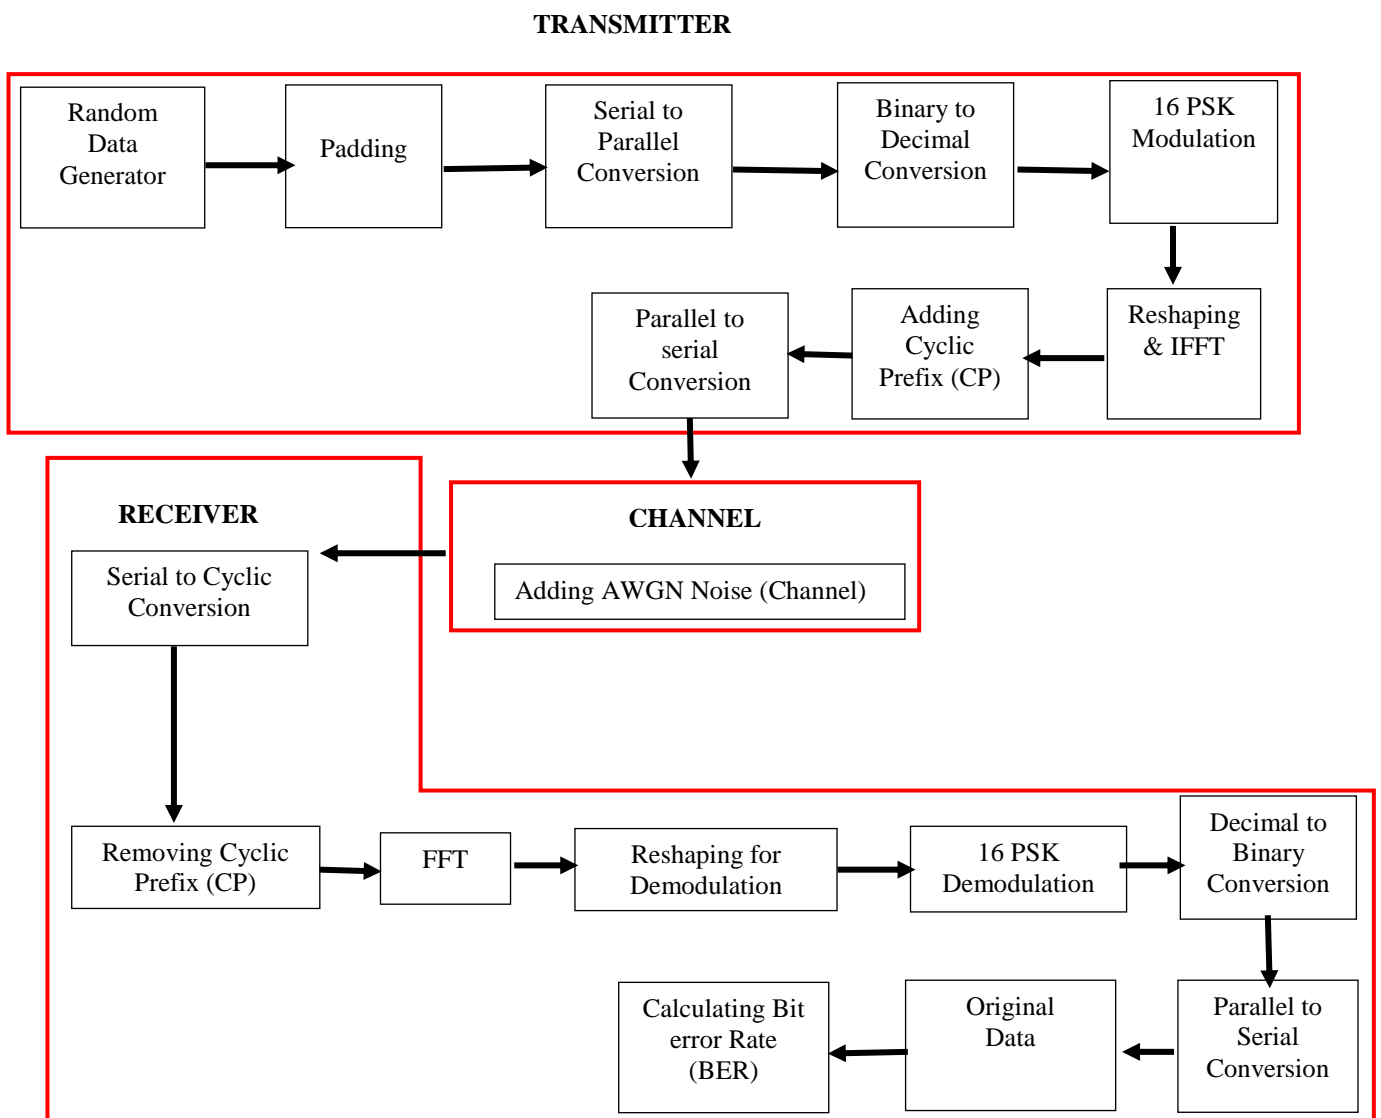 TRANSMITTER
Random
Data
Generator
Padding
Serial to
Parallel
Conversion
Binary to
Decimal
Conversion
16 PSK
Modulation
Reshaping
& IFFT
Adding
Cyclic
Prefix (CP)
Parallel to
serial
Conversion
CHANNEL
Adding AWGN Noise (Channel)
RECEIVER
Serial to Cyclic
Conversion
Removing Cyclic
Prefix (CP)
FFT
Reshaping for
Demodulation
16 PSK
Demodulation
Decimal to
Binary
Conversion
Parallel to
Serial
Conversion
Original
Data
Calculating Bit
error Rate
(BER)